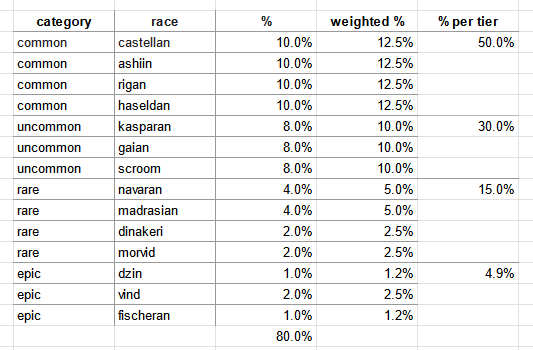 category race % weighted % % per tier
common castellan 10.0% 12.5% 50.0%
common ashiin 10.0% 12.5%
common rigan 10.0% 12.5%
common haseldan 10.0% 12.5%
uncommon kasparan 8.0% 10.0% 30.0%
uncommon gaian 8.0% 10.0%
uncommon scroom 8.0% 10.0%
rare navaran 4.0% 5.0% 15.0%
rare madrasian 4.0% 5.0%
rare dinakeri 2.0% 2.5%
rare morvid 2.0% 2.5%
epic dzin 1.0% 1.2% 4.9%
epic vind 2.0% 2.5%
epic fischeran 1.0% 1.2%
80.0%